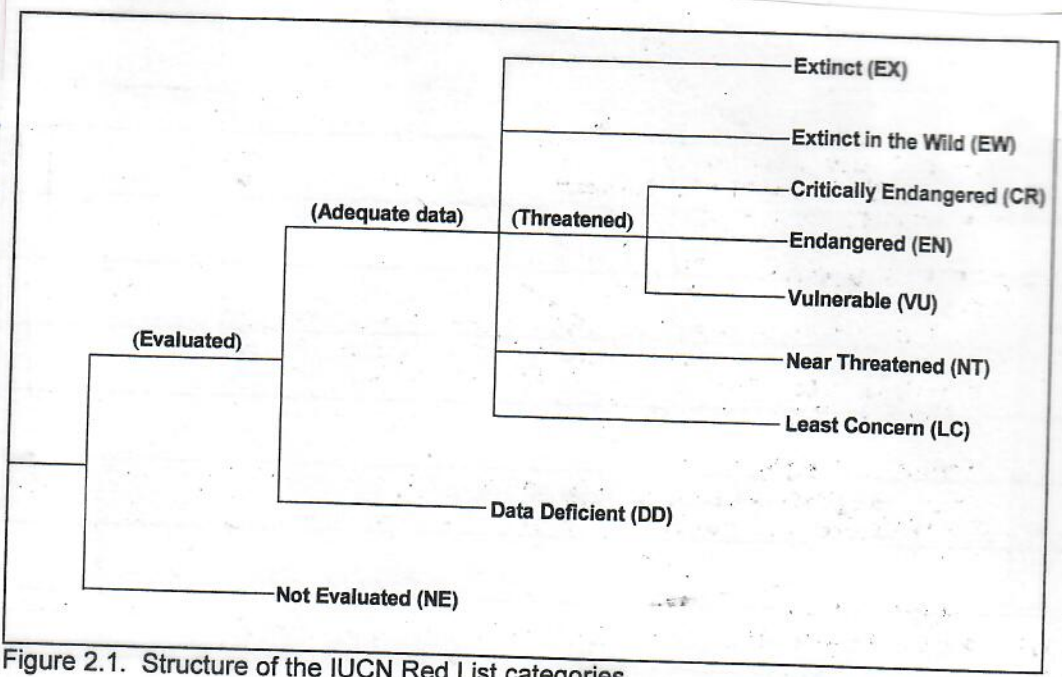 Extinct (EX)
Extinct in the Wild (EW)
Critically Endangered (CR)
(Adequate data)
(Threatened)
Endangered (EN)
Vulnerable (VU)
(Evaluated)
Near Threatened (NT)
Least Concern (LC)
Data Deficient (DD)
Not Evaluated (NE)
Figure 2.1. Structure of the IUCN Red List categories